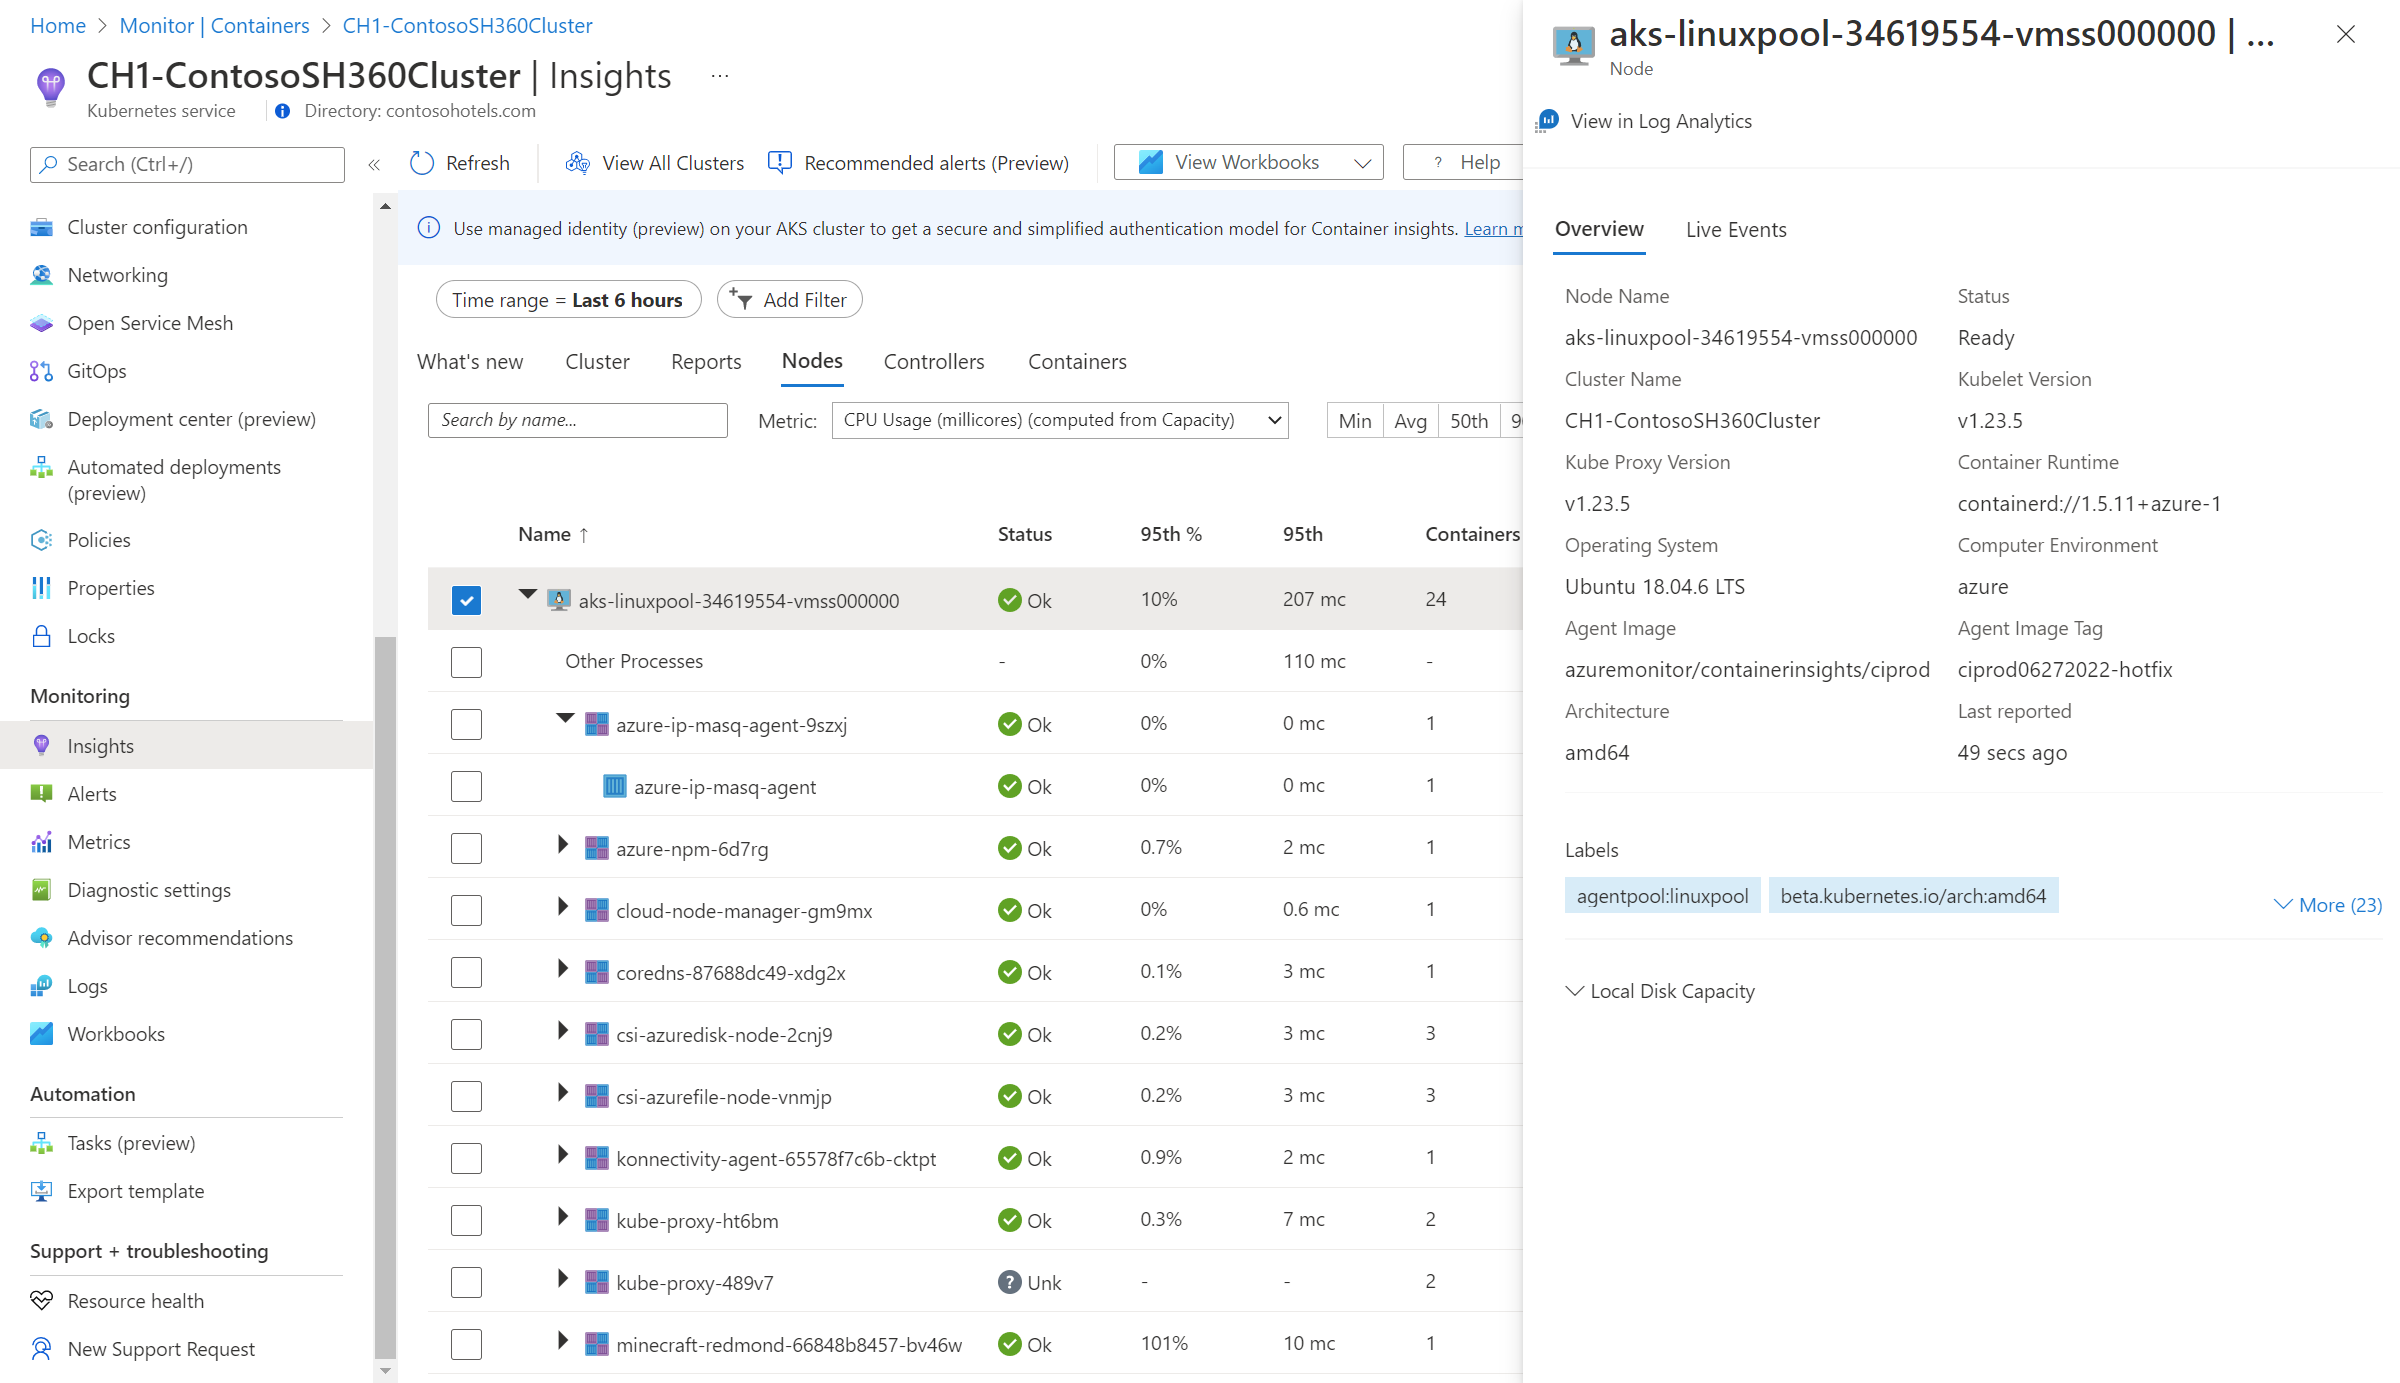 Home > Monitor | Containers > CH1-ContosoSH360Cluster
CH1-ContosoSH360Cluster | Insights ...
Kubernetes service
Directory: contosohotels.com
Search (Ctrl+/)
«
Cluster configuration
Networking
Open Service Mesh
GitOps
Deployment center (preview)
Automated deployments
(preview)
Policies
Properties
Locks
Monitoring
Insights
Alerts
Metrics
Diagnostic settings
Advisor recommendations
Logs
Workbooks
Automation
Tasks (preview)
Export template
Support + troubleshooting
Resource health
New Support Request
Refresh View All Clusters Recommended alerts (Preview) View Workbooks ? Help
Use managed identity (preview) on your AKS cluster to get a secure and simplified authentication model for Container insights. Learn
Time range = Last 6 hours Add Filter
What's new Cluster Reports Nodes Controllers Containers
Search by name... Metric: CPU Usage (millicores) (computed from Capacity) Min Avg 50th
Name ↑ Status 95th % 95th Containers
aks-linuxpool-34619554-vmss000000 Ok 10% 207 mc 24
Other Processes - 0% 110 mc -
azure-ip-masq-agent-9szxj Ok 0% 0 mc 1
azure-ip-masq-agent Ok 0% 0 mc 1
azure-npm-6d7rg Ok 0.7% 2 mc 1
cloud-node-manager-gm9mx Ok 0% 0.6 mc 1
coredns-87688dc49-xdg2x Ok 0.1% 3 mc 1
csi-azuredisk-node-2cnj9 Ok 0.2% 3 mc 3
csi-azurefile-node-vnmjp Ok 0.2% 3 mc 3
konnectivity-agent-65578f7c6b-cktpt Ok 0.9% 2 mc 1
kube-proxy-ht6bm Ok 0.3% 7 mc 2
kube-proxy-489v7 ? Unk - - 2
minecraft-redmond-66848b8457-bv46w Ok 101% 10 mc 1
aks-linuxpool-34619554-vmss000000 | ...
Node
View in Log Analytics
Overview Live Events
Node Name Status
aks-linuxpool-34619554-vmss000000 Ready
Cluster Name Kubelet Version
CH1-ContosoSH360Cluster v1.23.5
Kube Proxy Version Container Runtime
v1.23.5 containerd://1.5.11+azure-1
Operating System Computer Environment
Ubuntu 18.04.6 LTS azure
Agent Image Agent Image Tag
azuremonitor/containerinsights/ciprod ciprod06272022-hotfix
Architecture Last reported
amd64 49 secs ago
Labels
agentpool:linuxpool beta.kubernetes.io/arch:amd64
More (23)
Local Disk Capacity